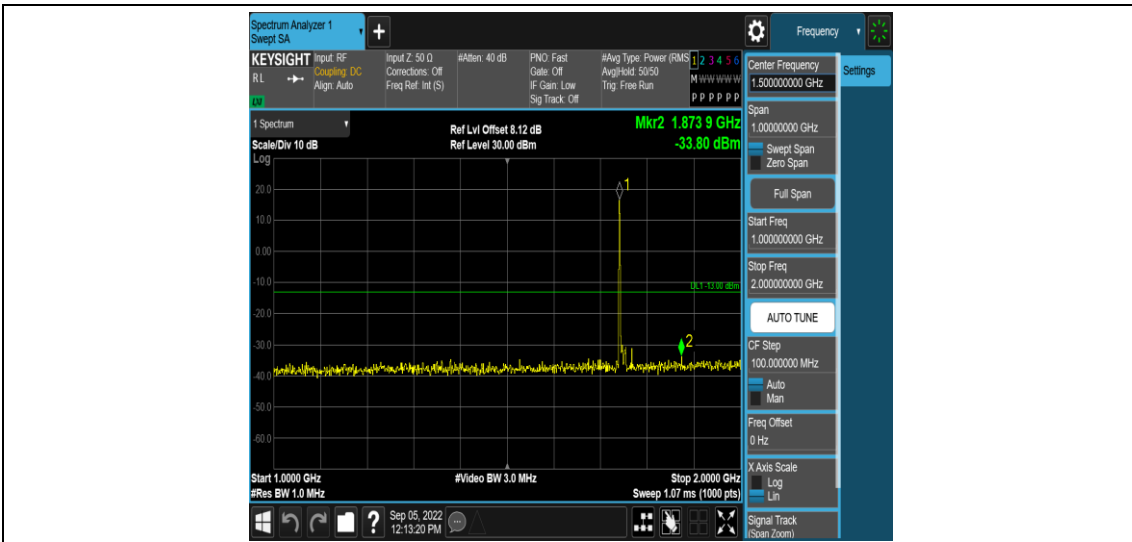 Spectrum Analyzer 1
Swept SA
+
Frequency
KEYSIGHT
RL
LXI
Input: RF
Coupling: DC
Align: Auto
Input Z: 50 Ω
Corrections: Off
Freq Ref: Int (S)
#Atten: 40 dB
PNO: Fast
Gate: Off
IF Gain: Low
Sig Track: Off
#Avg Type: Power (RMS
Avg|Hold: 50/50
Trig: Free Run
1 2 3 4 5 6
M W W W W W
P P P P P P
1 Spectrum
Scale/Div 10 dB
Log
Ref Lvl Offset 8.12 dB
Ref Level 30.00 dBm
Mkr2 1.873 9 GHz
-33.80 dBm
20.0
10.0
0.00
-10.0
-20.0
-30.0
-40.0
-50.0
-60.0
1
DL1 -13.00 dBm
2
Start 1.0000 GHz
#Res BW 1.0 MHz
#Video BW 3.0 MHz
Stop 2.0000 GHz
Sweep 1.07 ms (1000 pts)
?
Sep 05, 2022
12:13:20 PM
Center Frequency
1.500000000 GHz
Settings
Span
1.00000000 GHz
Swept Span
Zero Span
Full Span
Start Freq
1.000000000 GHz
Stop Freq
2.000000000 GHz
AUTO TUNE
CF Step
100.000000 MHz
Auto
Man
Freq Offset
0 Hz
X Axis Scale
Log
Lin
Signal Track
(Span Zoom)